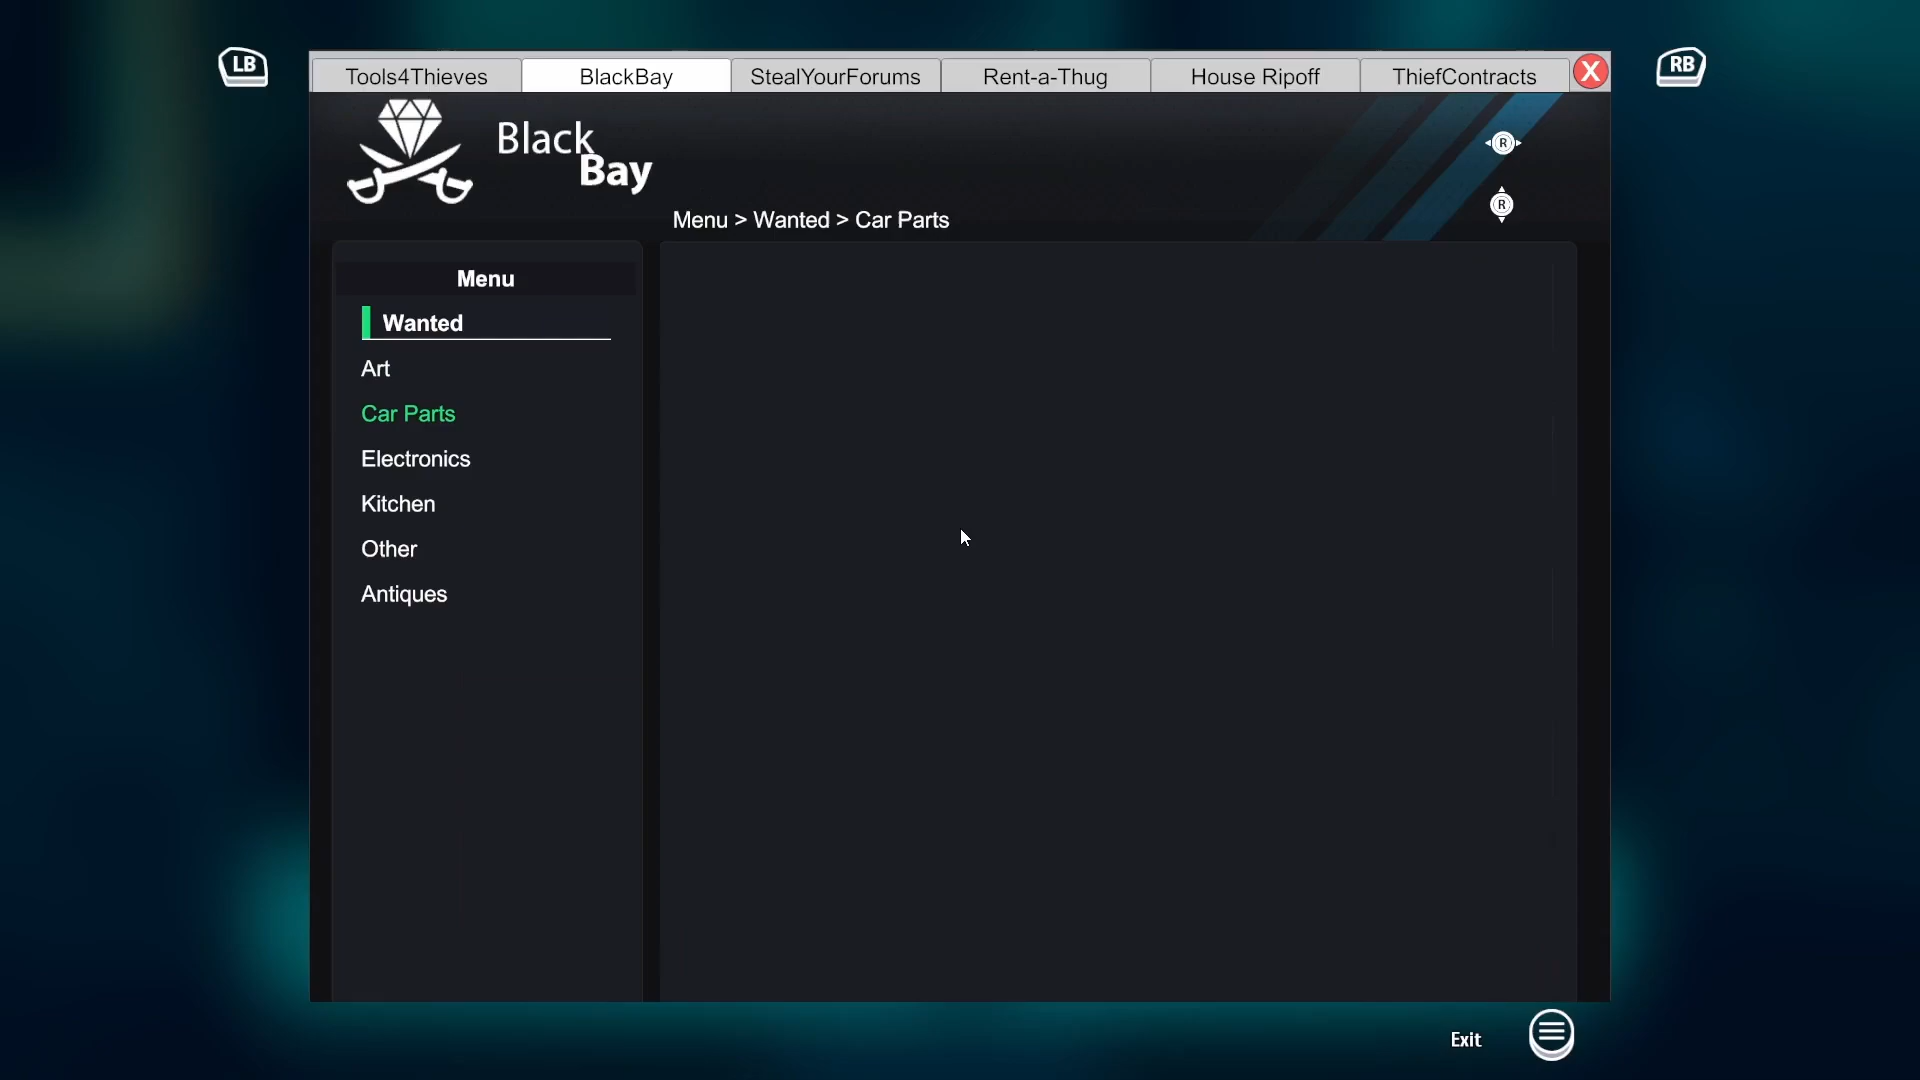 LB
RB
Tools4Thieves BlackBay StealYourForums Rent-a-Thug House Ripoff ThiefContracts X
Black
Bay
R
R
Menu > Wanted > Car Parts
Menu
Wanted
Art
Car Parts
Electronics
Kitchen
Other
Antiques
Exit